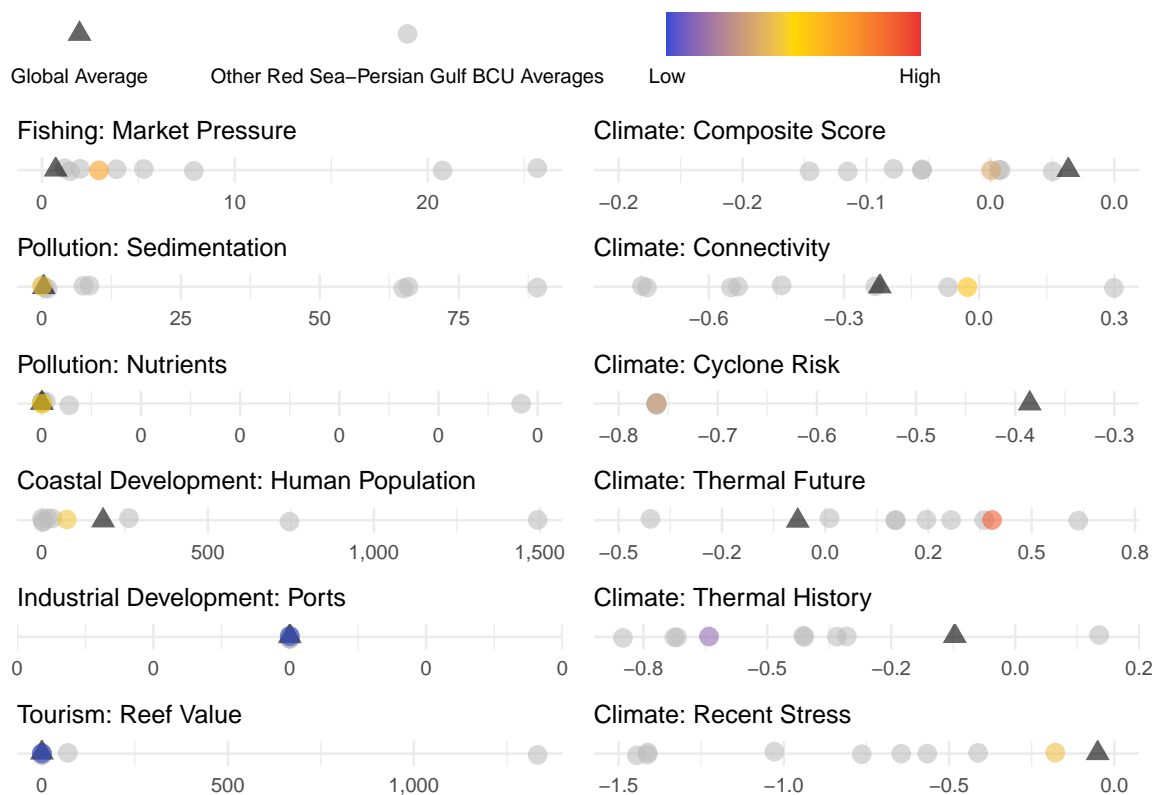 Global Average
Other Red Sea−Persian Gulf BCU Averages
Low
High
Fishing: Market Pressure
0 10 20
Climate: Composite Score
−0.2 −0.2 −0.1 0.0 0.0
Pollution: Sedimentation
0 25 50 75
Climate: Connectivity
−0.6 −0.3 0.0 0.3
Pollution: Nutrients
0 0 0 0 0 0
Climate: Cyclone Risk
−0.8 −0.7 −0.6 −0.5 −0.4 −0.3
Coastal Development: Human Population
0 500 1,000 1,500
Climate: Thermal Future
−0.5 −0.2 0.0 0.2 0.5 0.8
Industrial Development: Ports
0 0 0 0 0
Climate: Thermal History
−0.8 −0.5 −0.2 0.0 0.2
Tourism: Reef Value
0 500 1,000
Climate: Recent Stress
−1.5 −1.0 −0.5 0.0